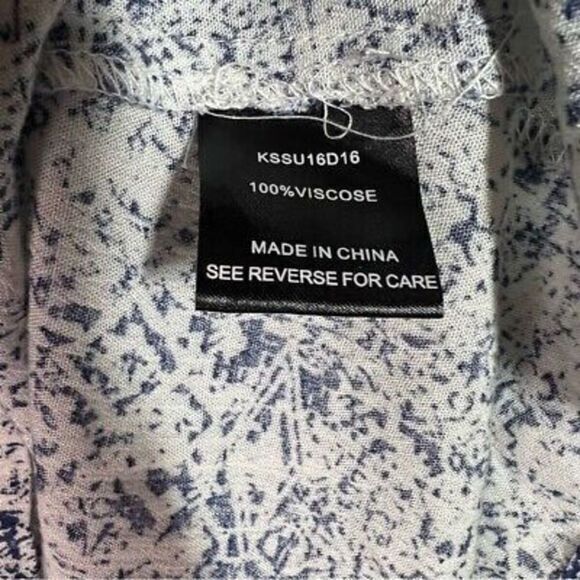 KSSU16D16
100%VISCOSE
MADE IN CHINA
SEE REVERSE FOR CARE